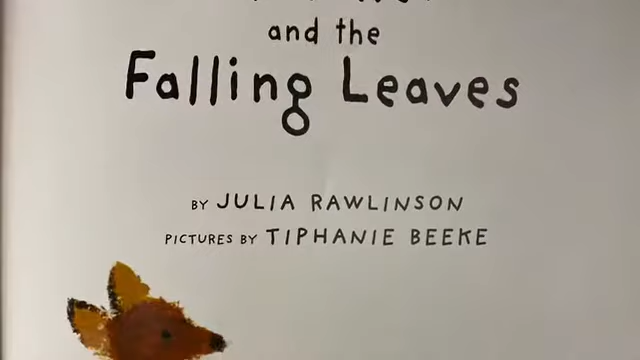 and the
Falling Leaves
BY JULIA RAWLINSON
PICTURES BY TIPHANIE BEEKE